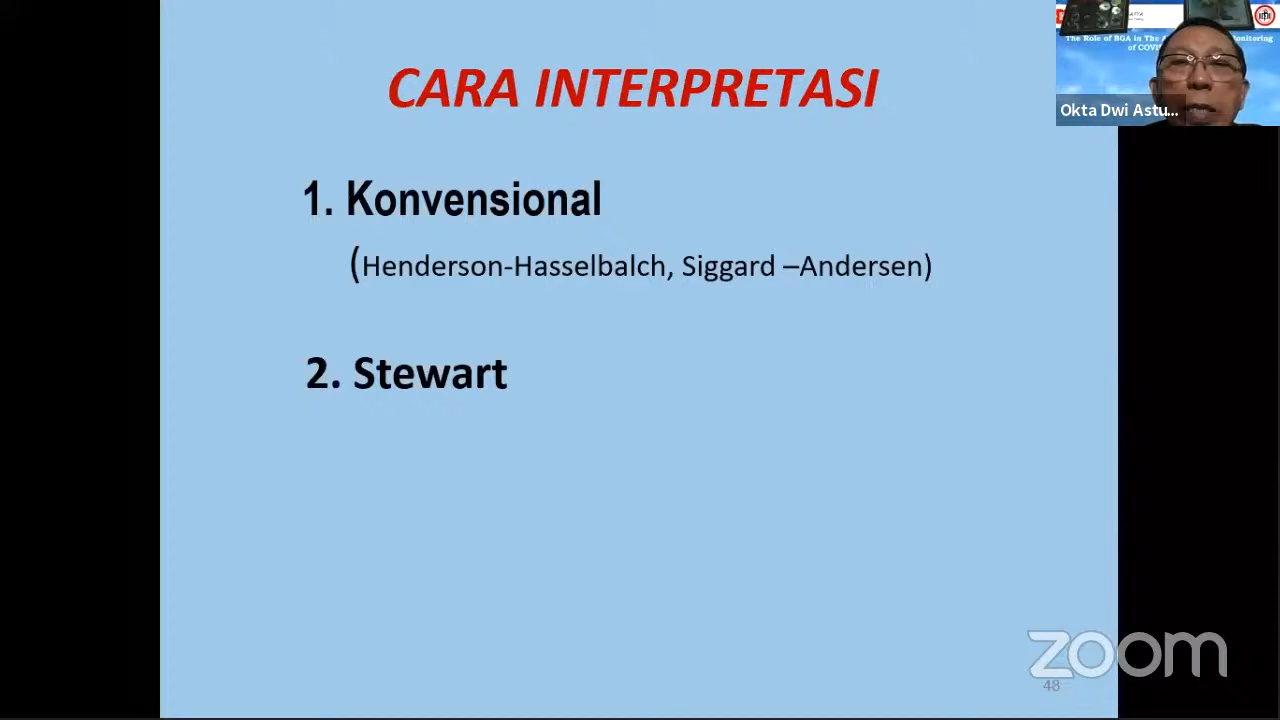 CARA INTERPRETASI
1. Konvensional
(Henderson-Hasselbalch, Siggard –Andersen)
2. Stewart
The Role of BGA in The
onitoring
of COVI
Okta Dwi Astu...
zoom
48